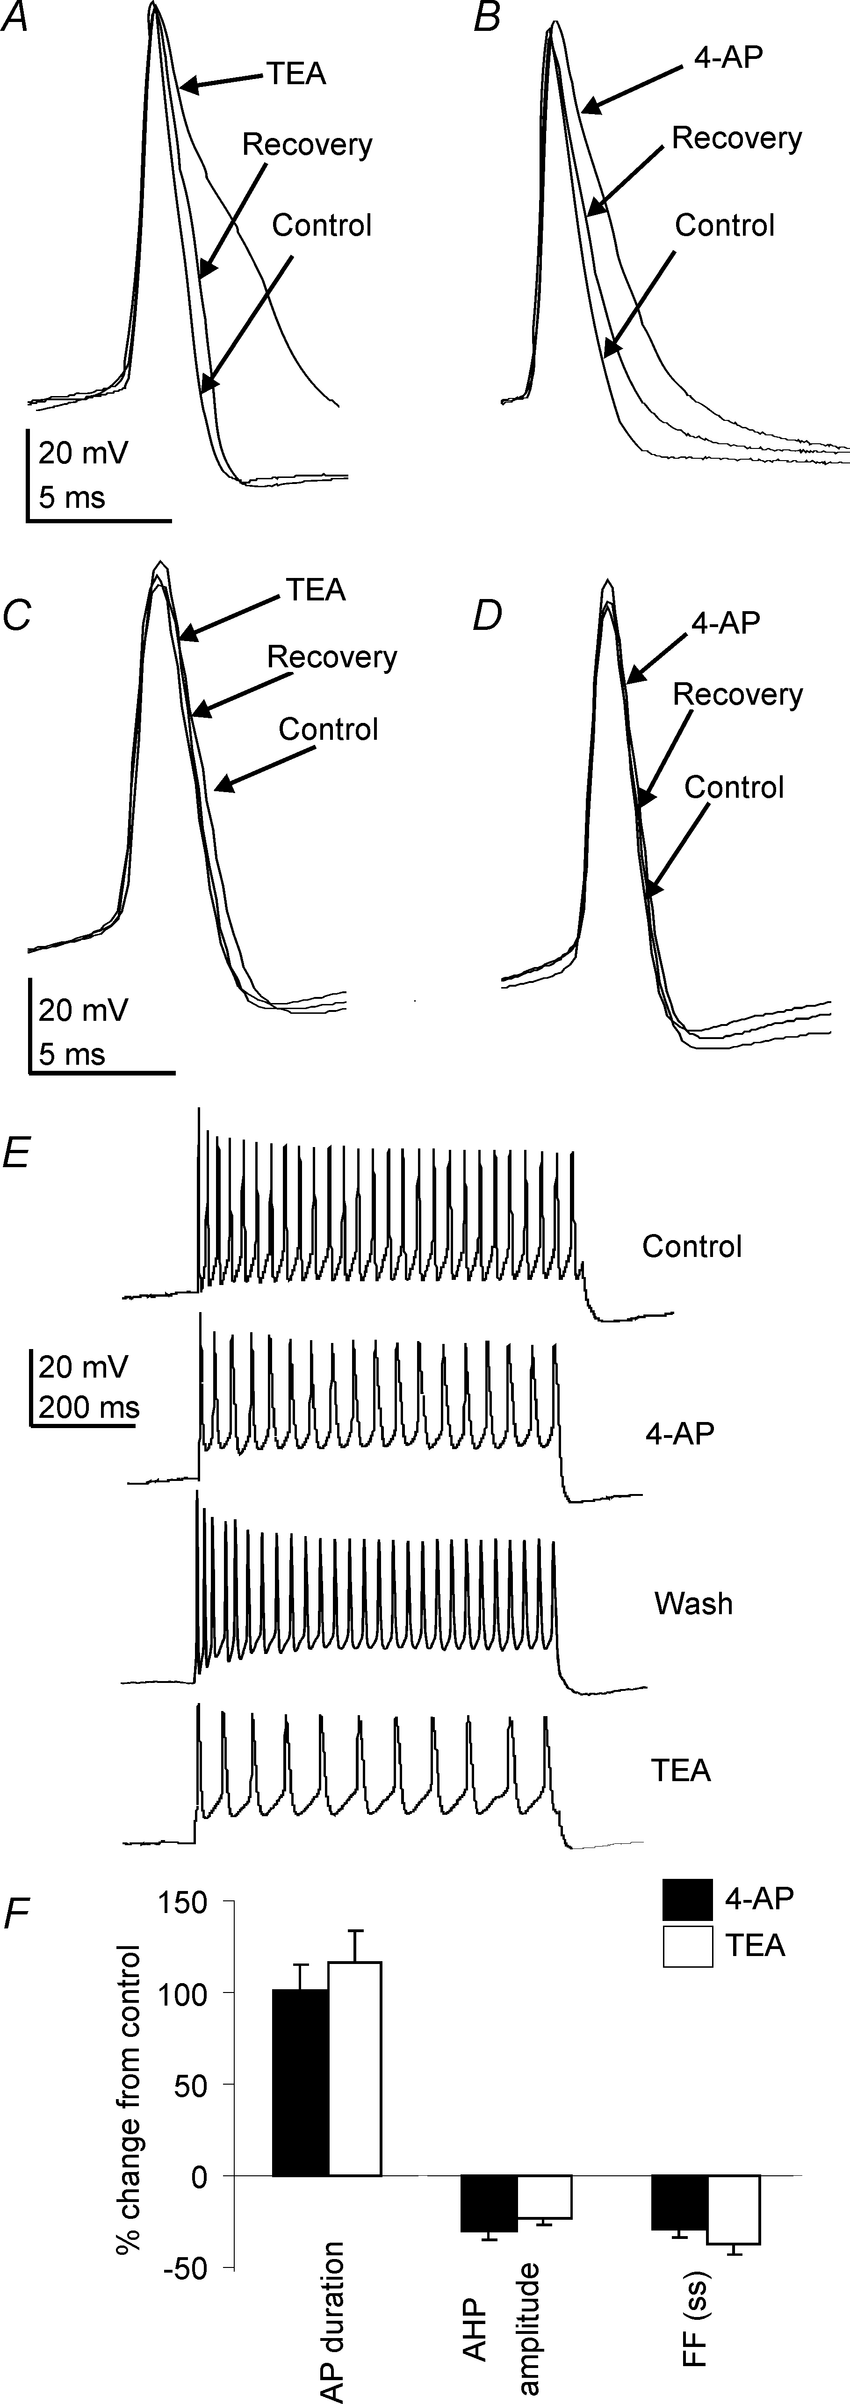 A
TEA
Recovery
Control
20 mV
5 ms
B
4-AP
Recovery
Control
C
TEA
Recovery
Control
20 mV
5 ms
D
4-AP
Recovery
Control
E
Control
20 mV
200 ms
4-AP
Wash
TEA
F
% change from control
150
100
50
0
-50
4-AP
TEA
AP duration
AHP
amplitude
FF (ss)